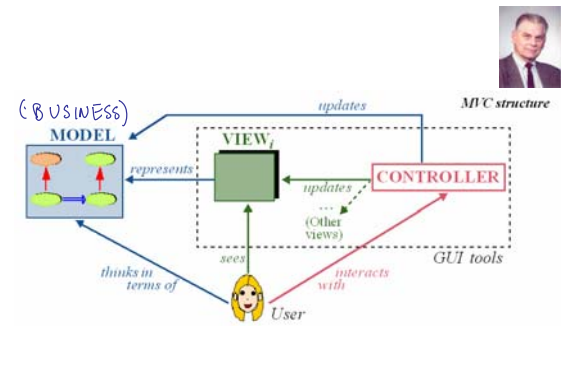 (BUSINESS)
MODEL
updates
MVC structure
VIEWi
represents
updates
CONTROLLER
...
(Other
views)
GUI tools
sees
thinks in
terms of
interacts
with
User